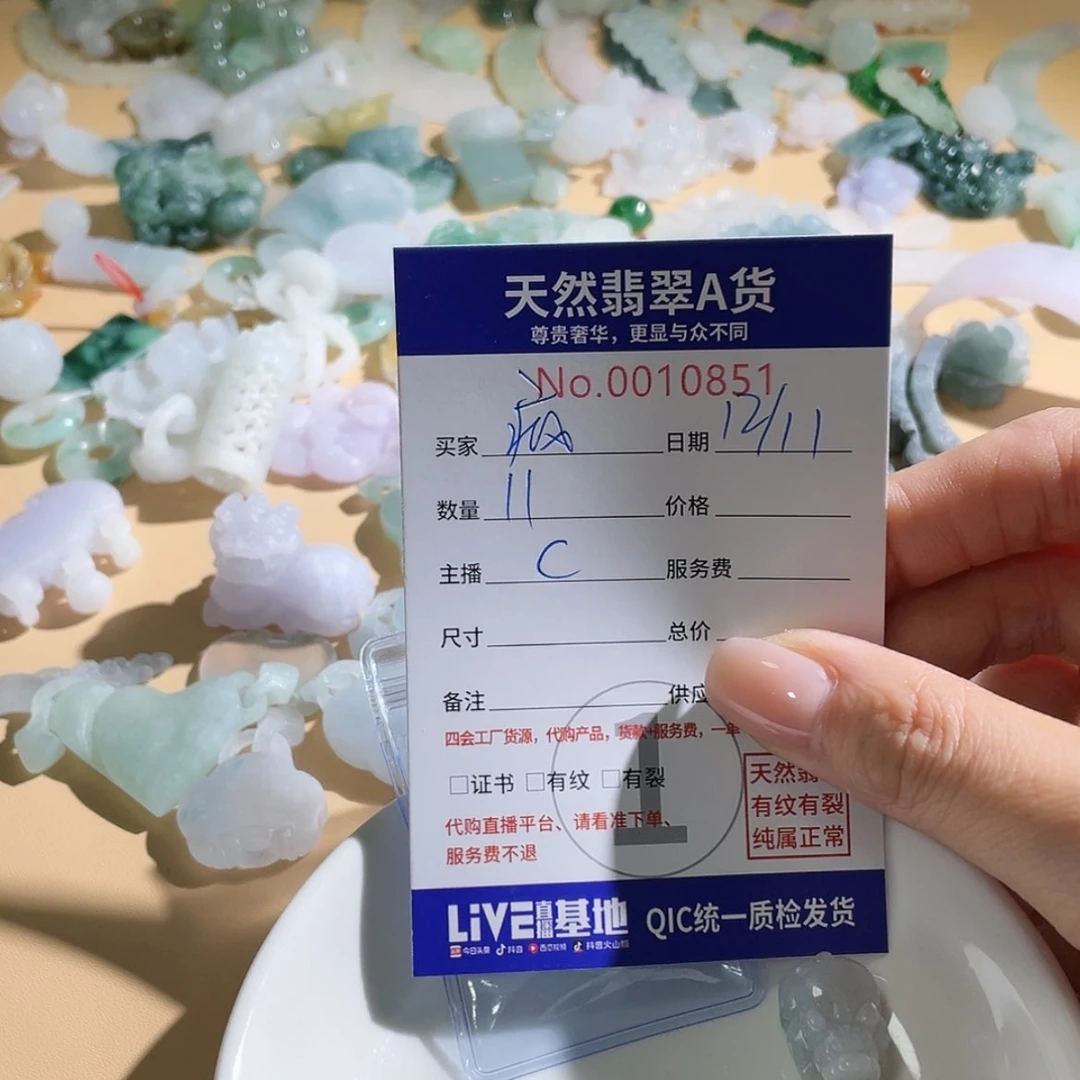 天然翡翠A货
尊贵奢华，更显与众不同
No.0010851
买家 日期 12/11
数量 11 价格
主播 C 服务费
尺寸 总价
备注 供应
四会工厂货源，代购产品，货款+服务费，一单
□证书 □有纹 □有裂
代购直播平台、请看准下单、
服务费不退
1
天然翡
有纹有裂
纯属正常
LiVE直播基地 QIC统一质检发货
今日头条 抖音 西瓜视频 抖音火山版